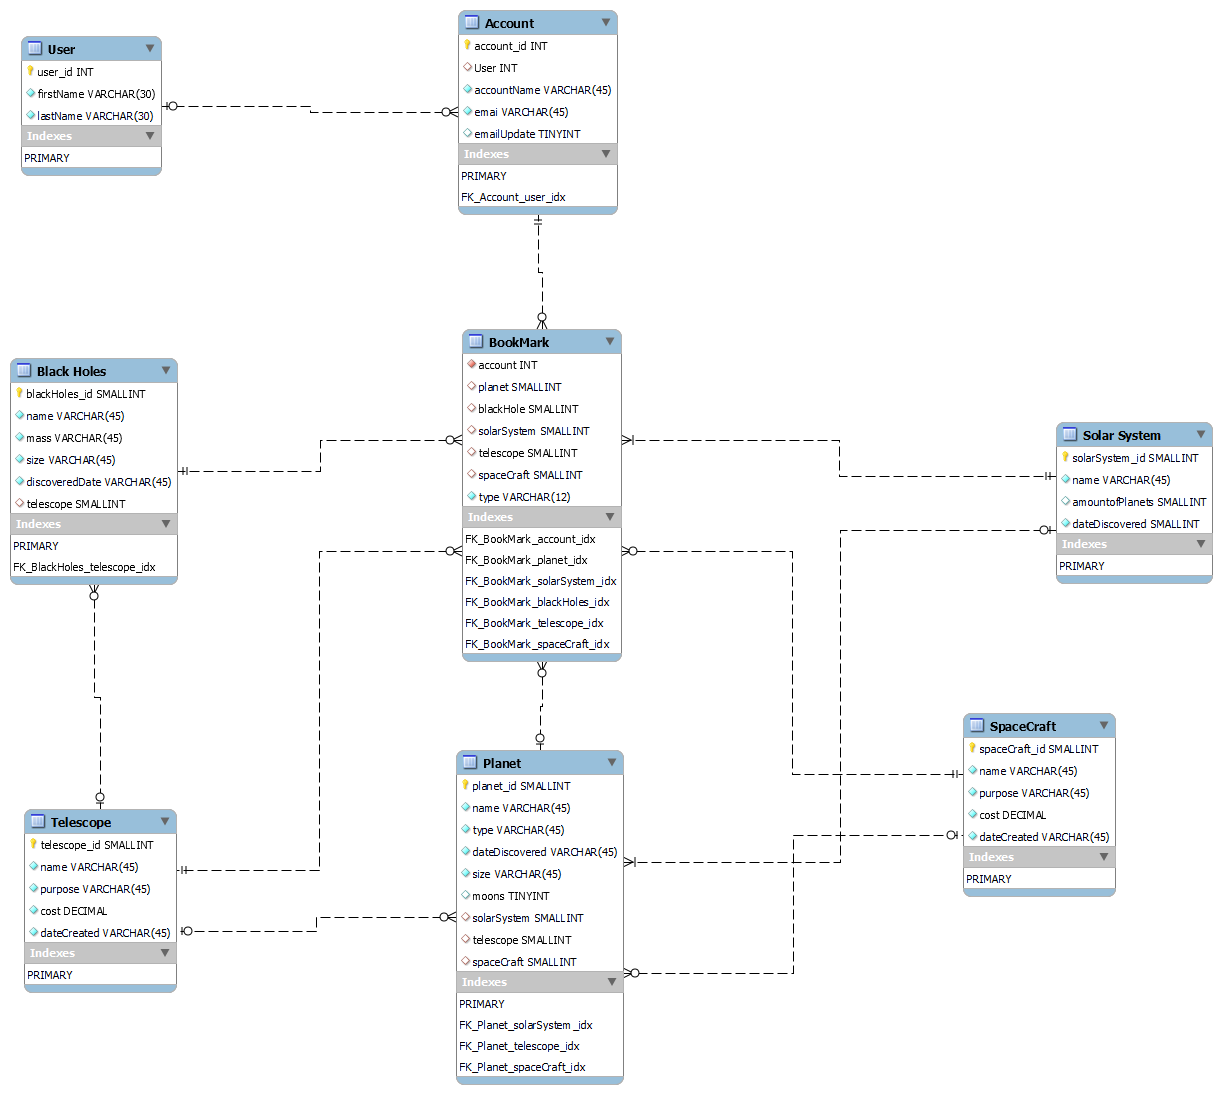 User
user_id INT
firstName VARCHAR(30)
lastName VARCHAR(30)
Indexes
PRIMARY
Account
account_id INT
User INT
accountName VARCHAR(45)
emai VARCHAR(45)
emailUpdate TINYINT
Indexes
PRIMARY
FK_Account_user_idx
Black Holes
blackHoles_id SMALLINT
name VARCHAR(45)
mass VARCHAR(45)
size VARCHAR(45)
discoveredDate VARCHAR(45)
telescope SMALLINT
Indexes
PRIMARY
FK_BlackHoles_telescope_idx
BookMark
account INT
planet SMALLINT
blackHole SMALLINT
solarSystem SMALLINT
telescope SMALLINT
spaceCraft SMALLINT
type VARCHAR(12)
Indexes
FK_BookMark_account_idx
FK_BookMark_planet_idx
FK_BookMark_solarSystem_idx
FK_BookMark_blackHoles_idx
FK_BookMark_telescope_idx
FK_BookMark_spaceCraft_idx
Solar System
solarSystem_id SMALLINT
name VARCHAR(45)
amountofPlanets SMALLINT
dateDiscovered SMALLINT
Indexes
PRIMARY
Telescope
telescope_id SMALLINT
name VARCHAR(45)
purpose VARCHAR(45)
cost DECIMAL
dateCreated VARCHAR(45)
Indexes
PRIMARY
Planet
planet_id SMALLINT
name VARCHAR(45)
type VARCHAR(45)
dateDiscovered VARCHAR(45)
size VARCHAR(45)
moons TINYINT
solarSystem SMALLINT
telescope SMALLINT
spaceCraft SMALLINT
Indexes
PRIMARY
FK_Planet_solarSystem_idx
FK_Planet_telescope_idx
FK_Planet_spaceCraft_idx
SpaceCraft
spaceCraft_id SMALLINT
name VARCHAR(45)
purpose VARCHAR(45)
cost DECIMAL
dateCreated VARCHAR(45)
Indexes
PRIMARY